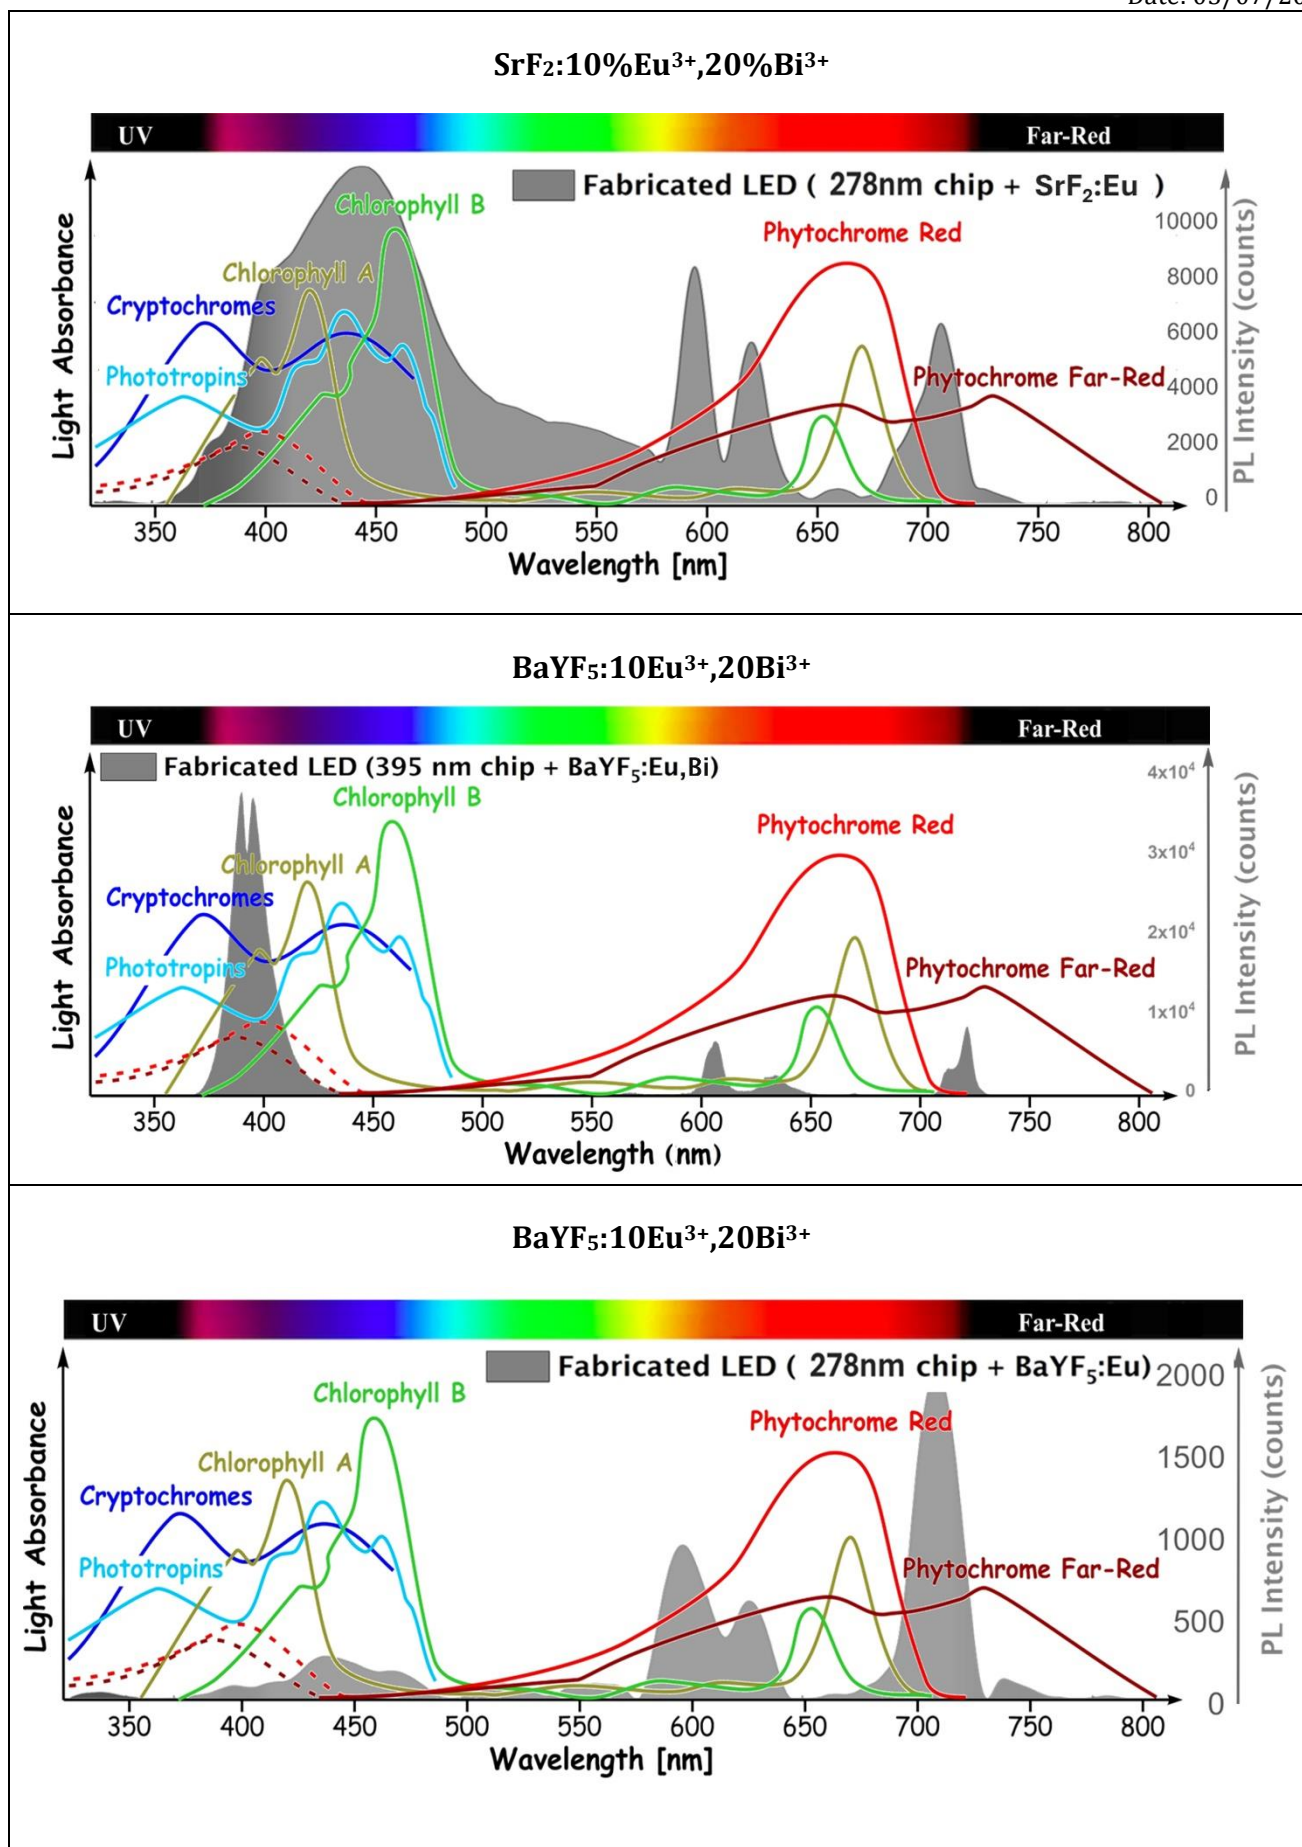 SrF₂:10%Eu³⁺,20%Bi³⁺
UV
Far-Red
Fabricated LED ( 278nm chip + SrF₂:Eu )
Chlorophyll B
Phytochrome Red
Chlorophyll A
Cryptochromes
Phototropins
Phytochrome Far-Red
Light Absorbance
PL Intensity (counts)
10000
8000
6000
4000
2000
0
350 400 450 500 550 600 650 700 750 800
Wavelength [nm]
BaYF₅:10Eu³⁺,20Bi³⁺
UV
Far-Red
Fabricated LED (395 nm chip + BaYF₅:Eu,Bi)
Chlorophyll B
Phytochrome Red
Chlorophyll A
Cryptochromes
Phototropins
Phytochrome Far-Red
Light Absorbance
PL Intensity (counts)
4x10⁴
3x10⁴
2x10⁴
1x10⁴
0
350 400 450 500 550 600 650 700 750 800
Wavelength (nm)
BaYF₅:10Eu³⁺,20Bi³⁺
UV
Far-Red
Fabricated LED ( 278nm chip + BaYF₅:Eu)
Chlorophyll B
Phytochrome Red
Chlorophyll A
Cryptochromes
Phototropins
Phytochrome Far-Red
Light Absorbance
PL Intensity (counts)
2000
1500
1000
500
0
350 400 450 500 550 600 650 700 750 800
Wavelength [nm]